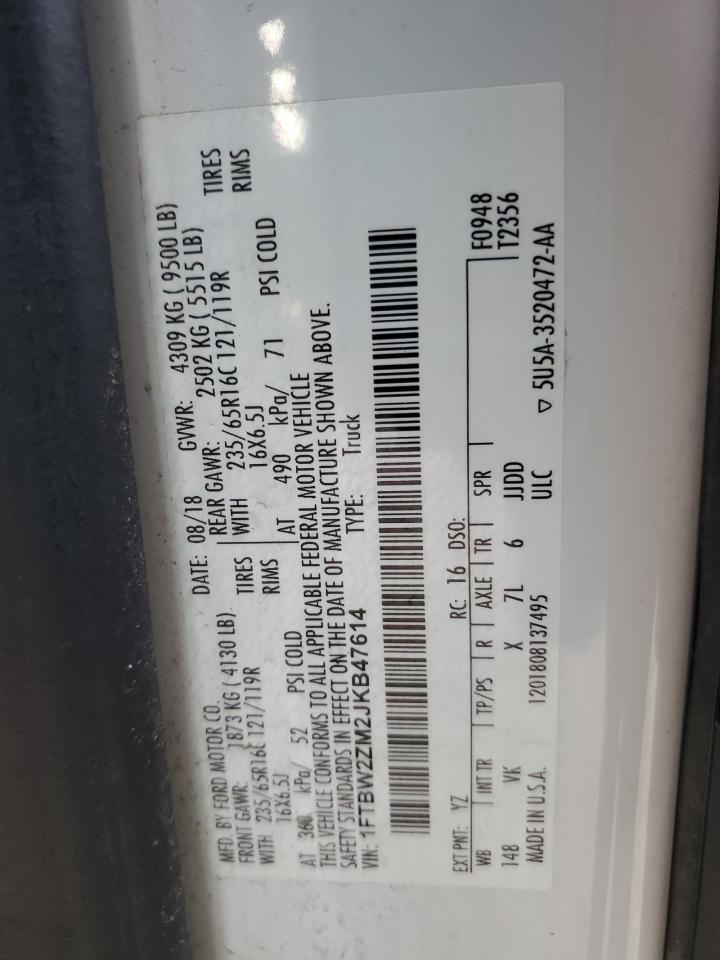 MFD. BY FORD MOTOR CO. DATE: 08/18 GVWR: 4309 KG ( 9500 LB)
FRONT GAWR: 1873 KG ( 4130 LB). REAR GAWR: 2502 KG ( 5515 LB)
WITH 235/65R16C 121/119R TIRES WITH 235/65R16C 121/119R TIRES
16X6.5J RIMS 16X6.5J RIMS
AT 360 kPa/ 52 PSI COLD AT 490 kPa/ 71 PSI COLD
THIS VEHICLE CONFORMS TO ALL APPLICABLE FEDERAL MOTOR VEHICLE
SAFETY STANDARDS IN EFFECT ON THE DATE OF MANUFACTURE SHOWN ABOVE.
VIN: 1FTBW2ZM2JKB47614 TYPE: Truck
EXT PNT: YZ RC: 16 DSO: F0948
WB INT TR TP/PS R AXLE TR SPR T2356
148 VK X 7L 6 JJDD
MADE IN U.S.A. 1201808137495 ULC ▽ 5U5A-3520472-AA